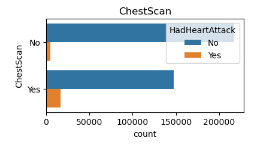 ChestScan
HadHeartAttack
No
Yes
ChestScan
No
Yes
0
50000
100000
150000
200000
count